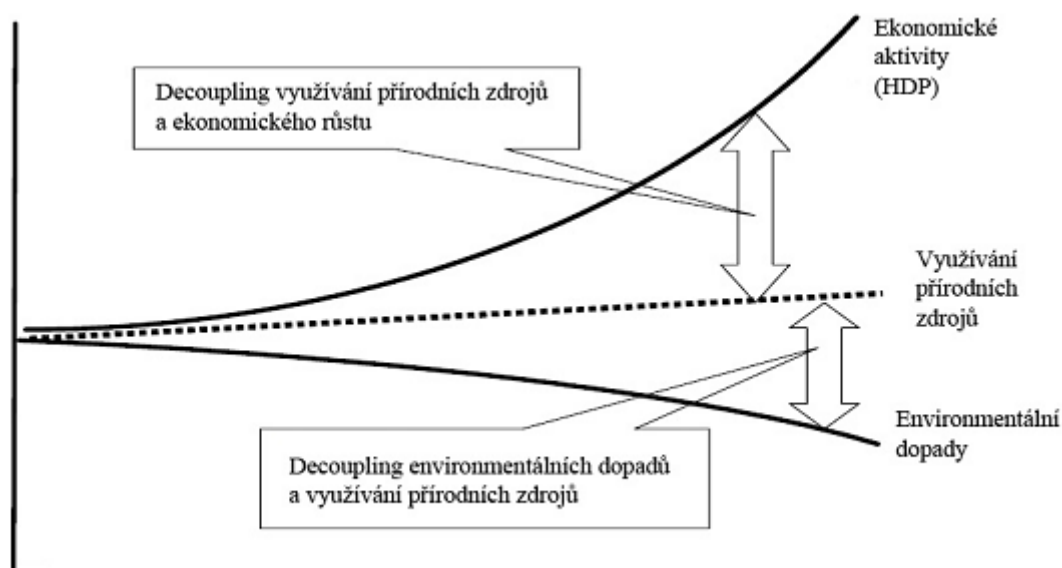 Ekonomické
aktivity
(HDP)
Decoupling využívání přírodních zdrojů
a ekonomického růstu
Využívání
přírodních
zdrojů
Environmentální
dopady
Decoupling environmentálních dopadů
a využívání přírodních zdrojů